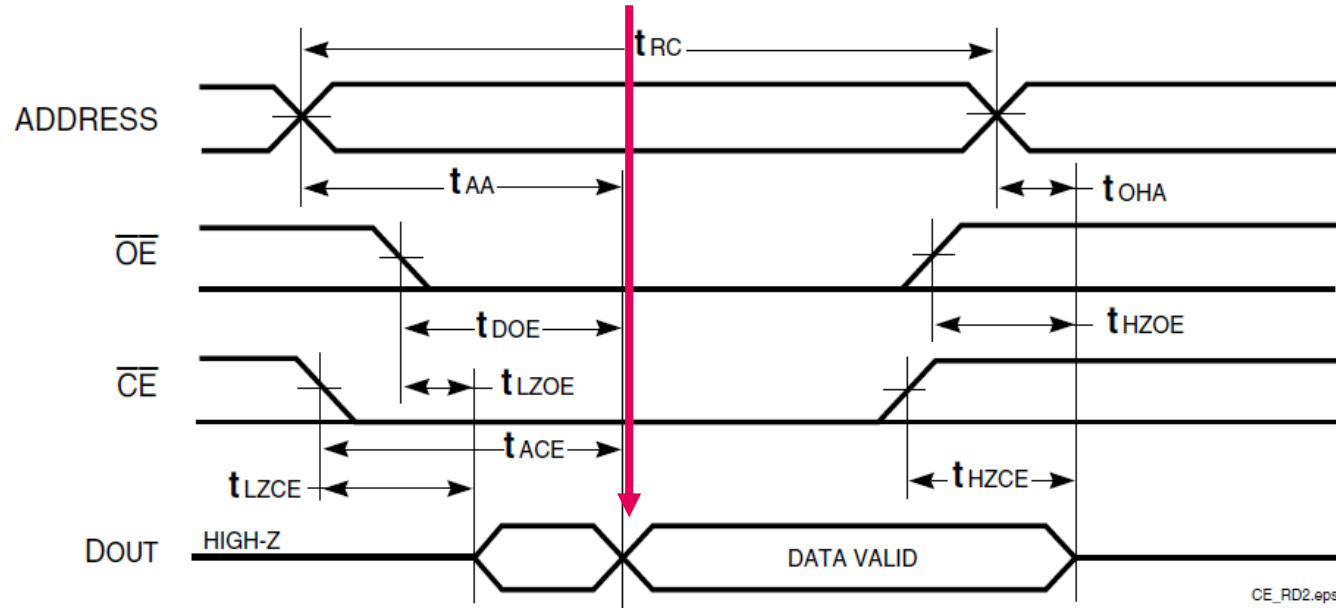 tRC
ADDRESS
tAA
tOHA
OE
tDOE
tHZOE
CE
tLZOE
tACE
tLZCE
tHZCE
DOUT
HIGH-Z
DATA VALID
CE_RD2.eps